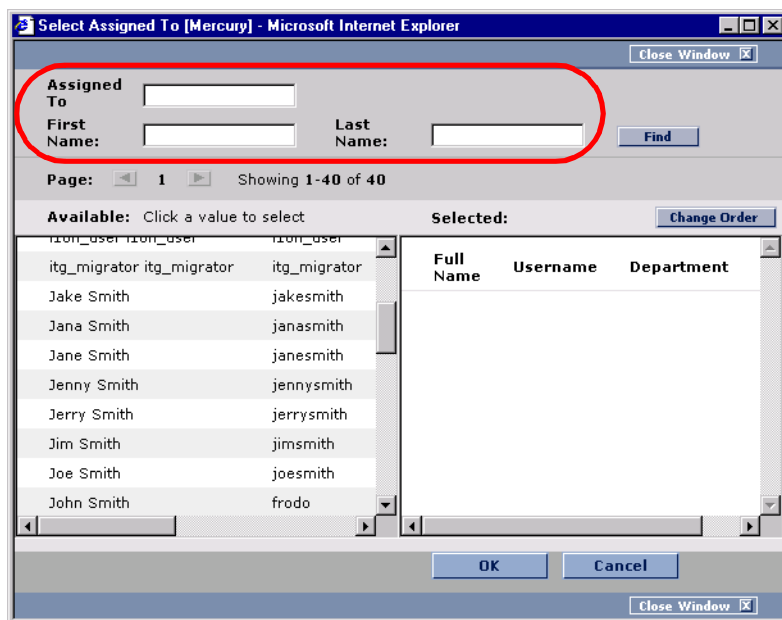 Select Assigned To [Mercury] - Microsoft Internet Explorer
Close Window
Assigned To
First Name:
Last Name:
Find
Page: 1 Showing 1-40 of 40
Available: Click a value to select
Selected:
Change Order
Full Name Username Department
itg_migrator itg_migrator itg_migrator
Jake Smith jakesmith
Jana Smith janasmith
Jane Smith janesmith
Jenny Smith jennysmith
Jerry Smith jerrysmith
Jim Smith jimsmith
Joe Smith joesmith
John Smith frodo
OK
Cancel
Close Window